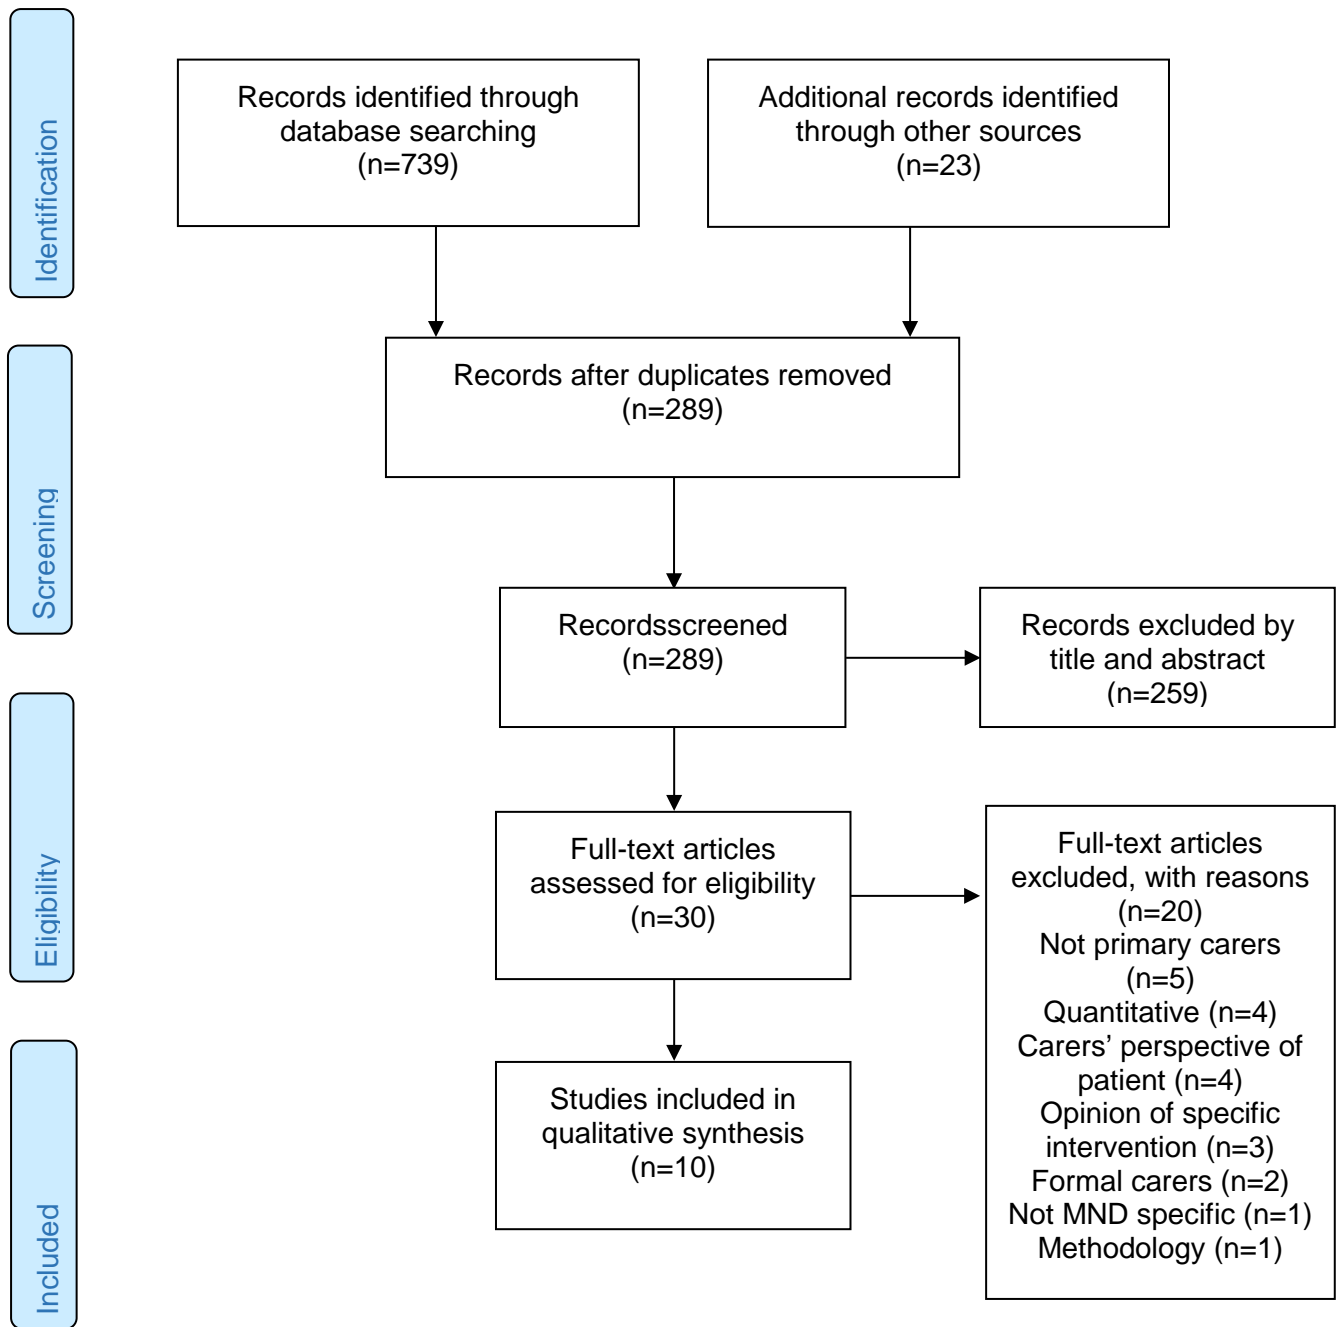 Identification
Records identified through
database searching
(n=739)
Additional records identified
through other sources
(n=23)
Records after duplicates removed
(n=289)
Screening
Recordsscreened
(n=289)
Records excluded by
title and abstract
(n=259)
Eligibility
Full-text articles
assessed for eligibility
(n=30)
Full-text articles
excluded, with reasons
(n=20)
Not primary carers
(n=5)
Quantitative (n=4)
Carers’ perspective of
patient (n=4)
Opinion of specific
intervention (n=3)
Formal carers (n=2)
Not MND specific (n=1)
Methodology (n=1)
Included
Studies included in
qualitative synthesis
(n=10)